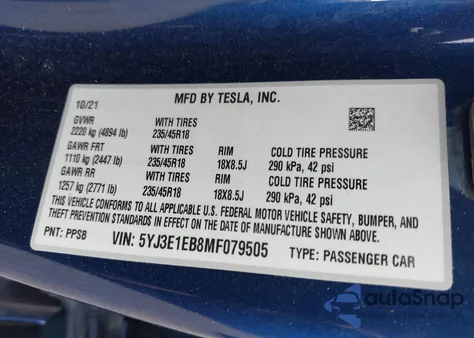 MFD BY TESLA, INC.
10/21
GVWR WITH TIRES
2220 kg (4894 lb) 235/45R18
GAWR FRT WITH TIRES RIM COLD TIRE PRESSURE
1110 kg (2447 lb) 235/45R18 18X8.5J 290 kPa, 42 psi
GAWR RR WITH TIRES RIM COLD TIRE PRESSURE
1257 kg (2771 lb) 235/45R18 18X8.5J 290 kPa, 42 psi
THIS VEHICLE CONFORMS TO ALL APPLICABLE U.S. FEDERAL MOTOR VEHICLE SAFETY, BUMPER, AND
THEFT PREVENTION STANDARDS IN EFFECT ON THE DATE OF MANUFACTURE SHOWN ABOVE.
PNT: PPSB VIN: 5YJ3E1EB8MF079505 TYPE: PASSENGER CAR
autoSnap